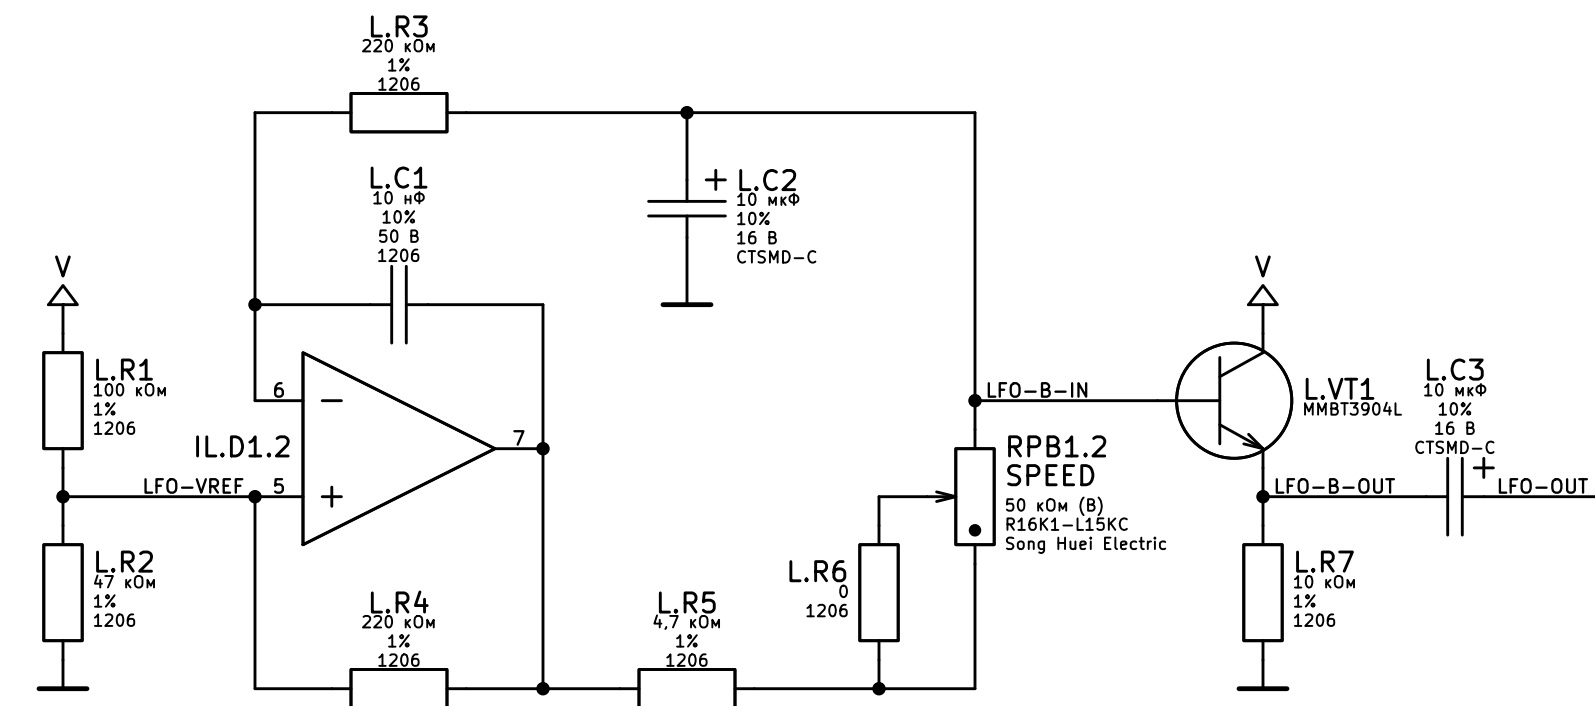 L.R3
220 кОм
1%
1206
L.C1
10 нФ
10%
50 В
1206
L.C2
10 мкФ
10%
16 В
CTSMD-C
+
V
L.R1
100 кОм
1%
1206
IL.D1.2
6
7
5
LFO-VREF
L.R2
47 кОм
1%
1206
L.R4
220 кОм
1%
1206
L.R5
4,7 кОм
1%
1206
L.R6
0
1206
LFO-B-IN
RPB1.2
SPEED
50 кОм (B)
R16K1-L15KC
Song Huei Electric
V
L.VT1
MMBT3904L
L.C3
10 мкФ
10%
16 В
CTSMD-C
+
LFO-B-OUT
LFO-OUT
L.R7
10 кОм
1%
1206